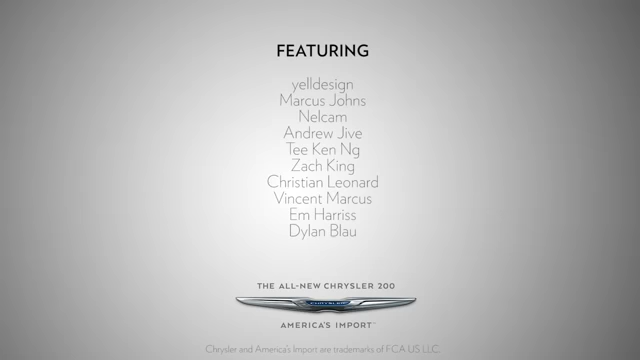 FEATURING
yelldesign
Marcus Johns
Nelcam
Andrew Jive
Tee Ken Ng
Zach King
Christian Leonard
Vincent Marcus
Em Harriss
Dylan Blau
THE ALL-NEW CHRYSLER 200
CHRYSLER
AMERICA'S IMPORT™
Chrysler and America's Import are trademarks of FCA US LLC.